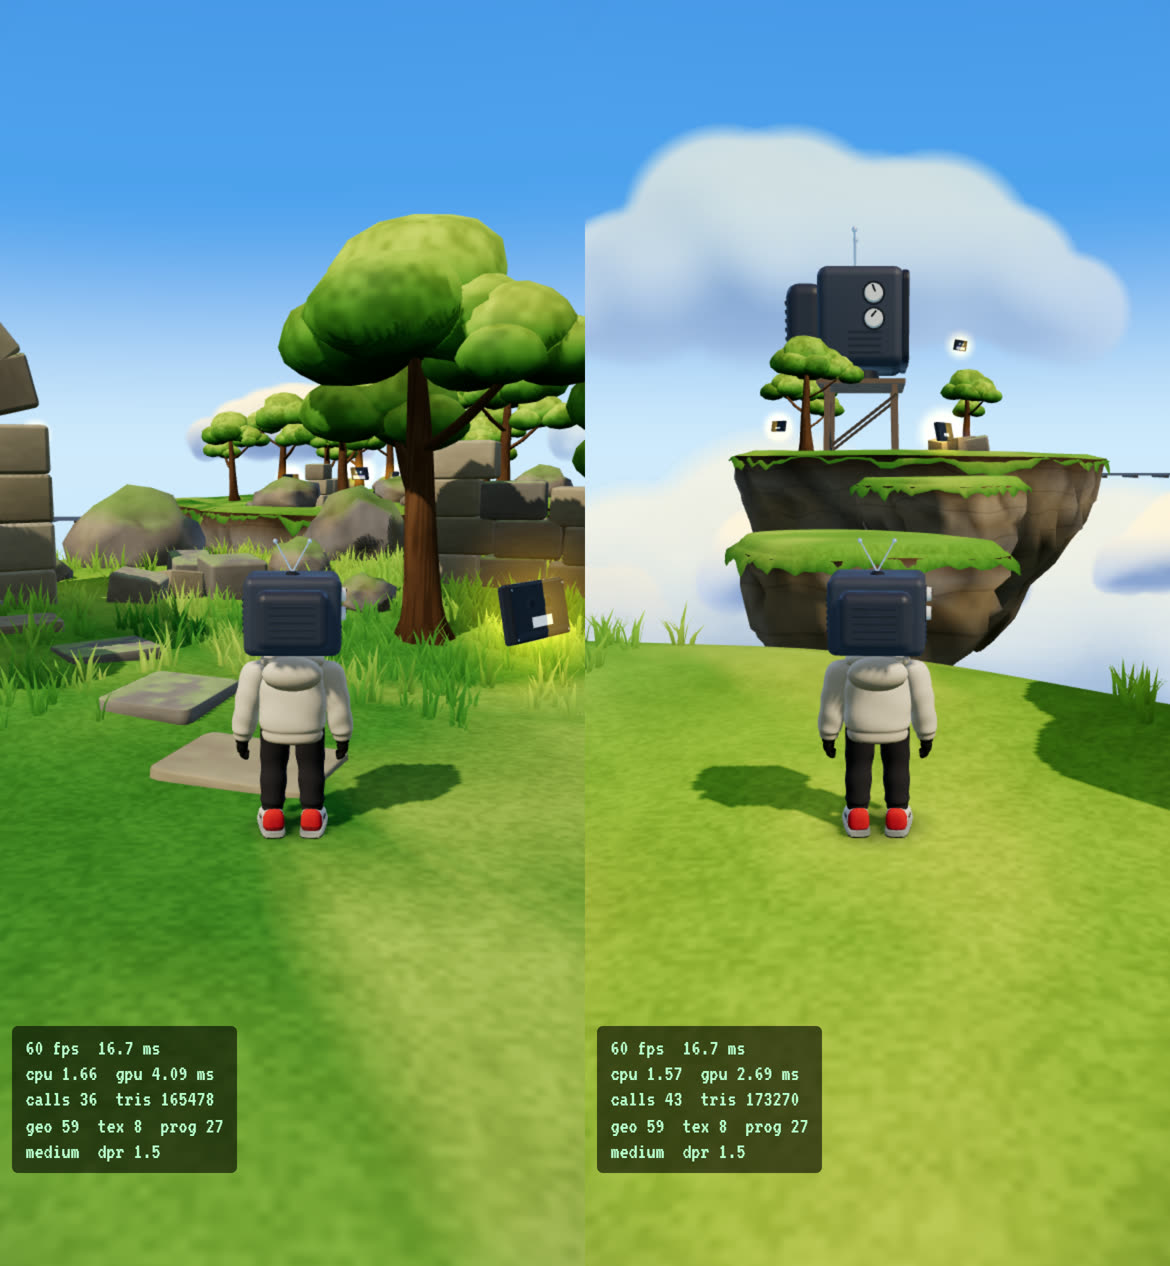 60 fps  16.7 ms
cpu 1.66  gpu 4.09 ms
calls 36  tris 165478
geo 59  tex 8  prog 27
medium  dpr 1.5
60 fps  16.7 ms
cpu 1.57  gpu 2.69 ms
calls 43  tris 173270
geo 59  tex 8  prog 27
medium  dpr 1.5